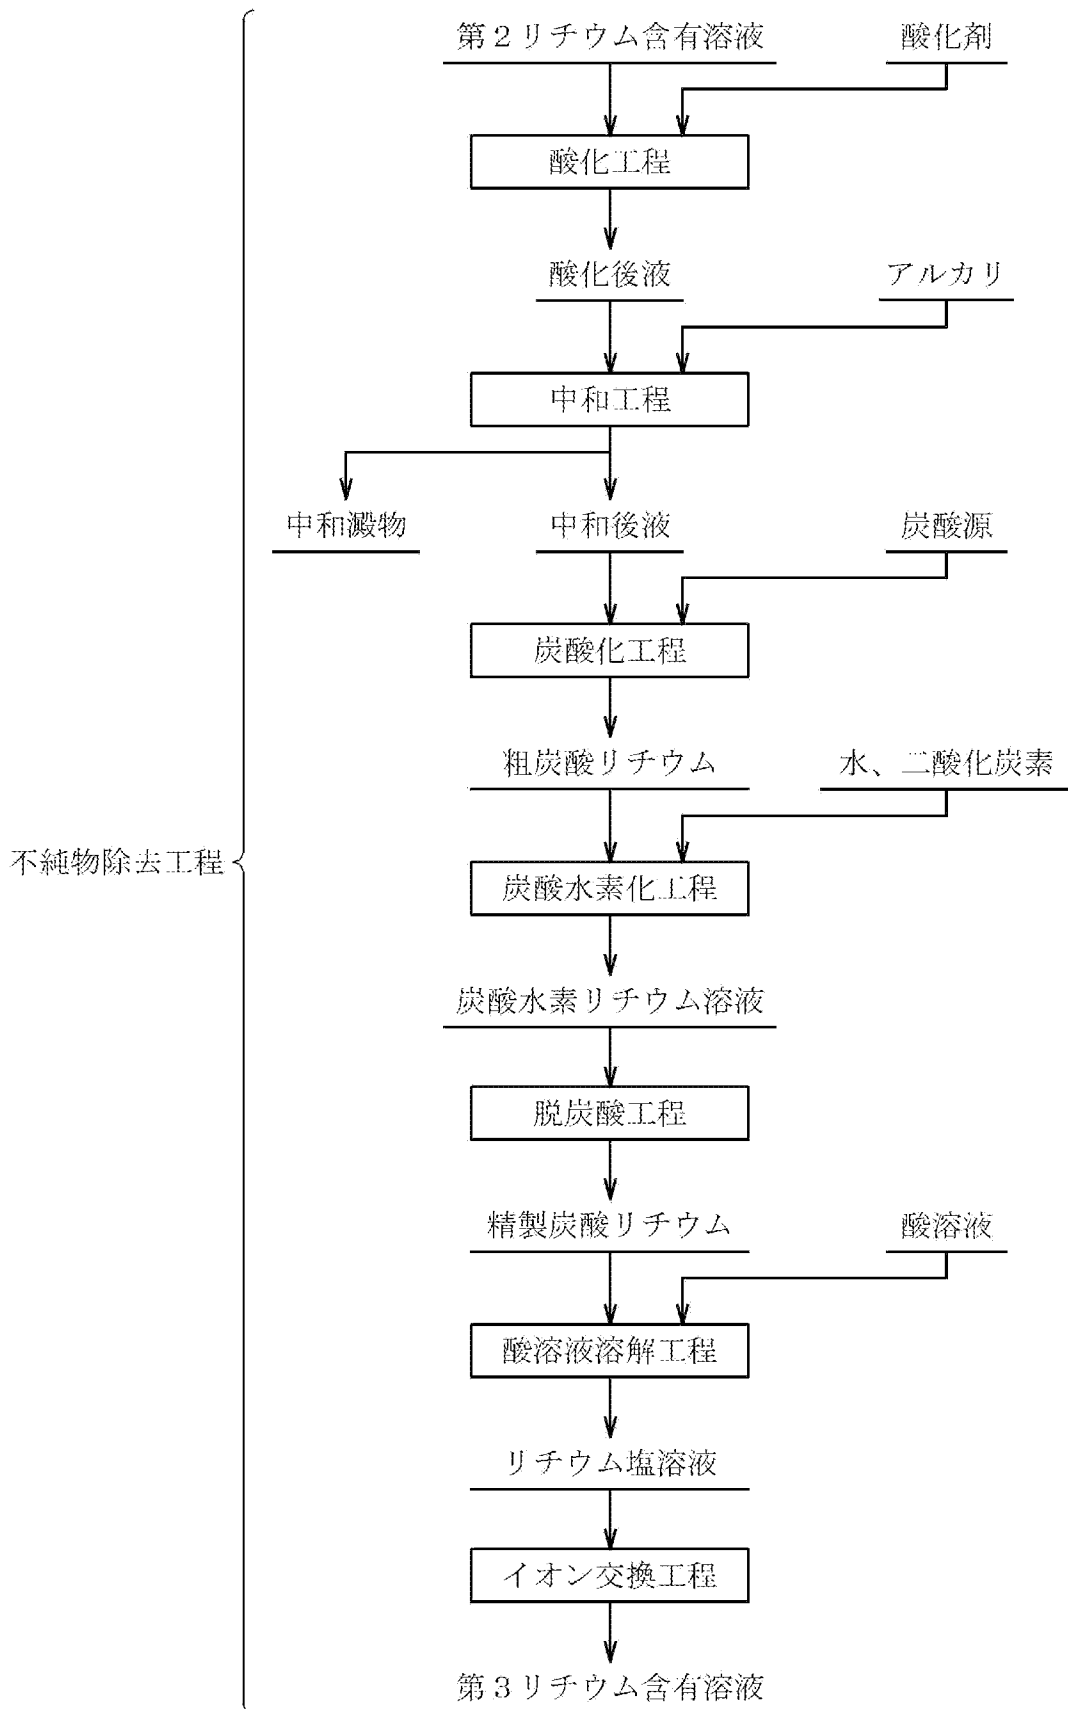 第２リチウム含有溶液
酸化剤
酸化工程
酸化後液
アルカリ
中和工程
中和澱物
中和後液
炭酸源
炭酸化工程
粗炭酸リチウム
水、二酸化炭素
不純物除去工程
炭酸水素化工程
炭酸水素リチウム溶液
脱炭酸工程
精製炭酸リチウム
酸溶液
酸溶液溶解工程
リチウム塩溶液
イオン交換工程
第３リチウム含有溶液